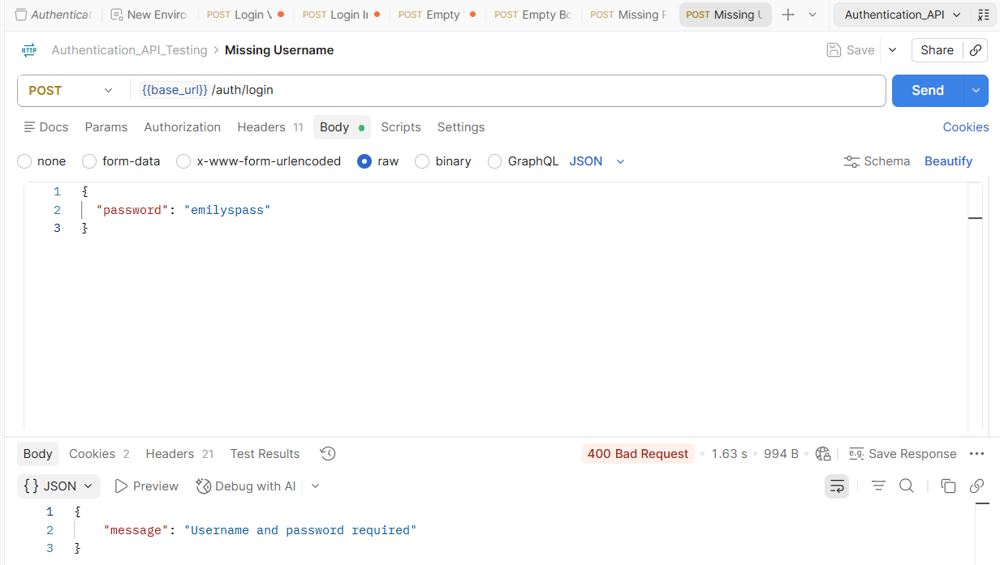 Authenticat New Enviro POST Login V POST Login In POST Empty POST Empty Bo POST Missing P POST Missing U Authentication_API
HTTP Authentication_API_Testing > Missing Username Save Share
POST {{base_url}} /auth/login Send
Docs Params Authorization Headers 11 Body Scripts Settings Cookies
none form-data x-www-form-urlencoded raw binary GraphQL JSON Schema Beautify
1 {
2 "password": "emilyspass"
3 }
Body Cookies 2 Headers 21 Test Results 400 Bad Request • 1.63 s • 994 B • e.g. Save Response
{} JSON Preview Debug with AI
1 {
2 "message": "Username and password required"
3 }